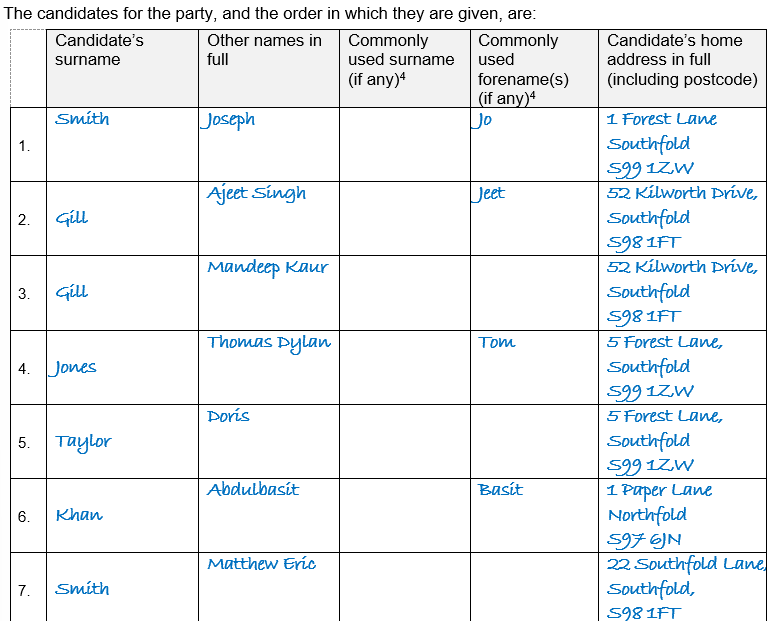 The candidates for the party, and the order in which they are given, are:
Candidate's surname
Other names in full
Commonly used surname (if any)4
Commonly used forename(s) (if any)4
Candidate's home address in full (including postcode)
1.
Smith
Joseph
Jo
1 Forest Lane
Southfold
S99 1ZW
2.
Gill
Ajeet Singh
Jeet
52 Kilworth Drive,
Southfold
S98 1FT
3.
Gill
Mandeep Kaur
52 Kilworth Drive,
Southfold
S98 1FT
4.
Jones
Thomas Dylan
Tom
5 Forest Lane,
Southfold
S99 1ZW
5.
Taylor
Doris
5 Forest Lane,
Southfold
S99 1ZW
6.
Khan
Abdulbasit
Basit
1 Paper Lane
Northfold
S97 6JN
7.
Smith
Matthew Eric
22 Southfold Lane,
Southfold,
S98 1FT